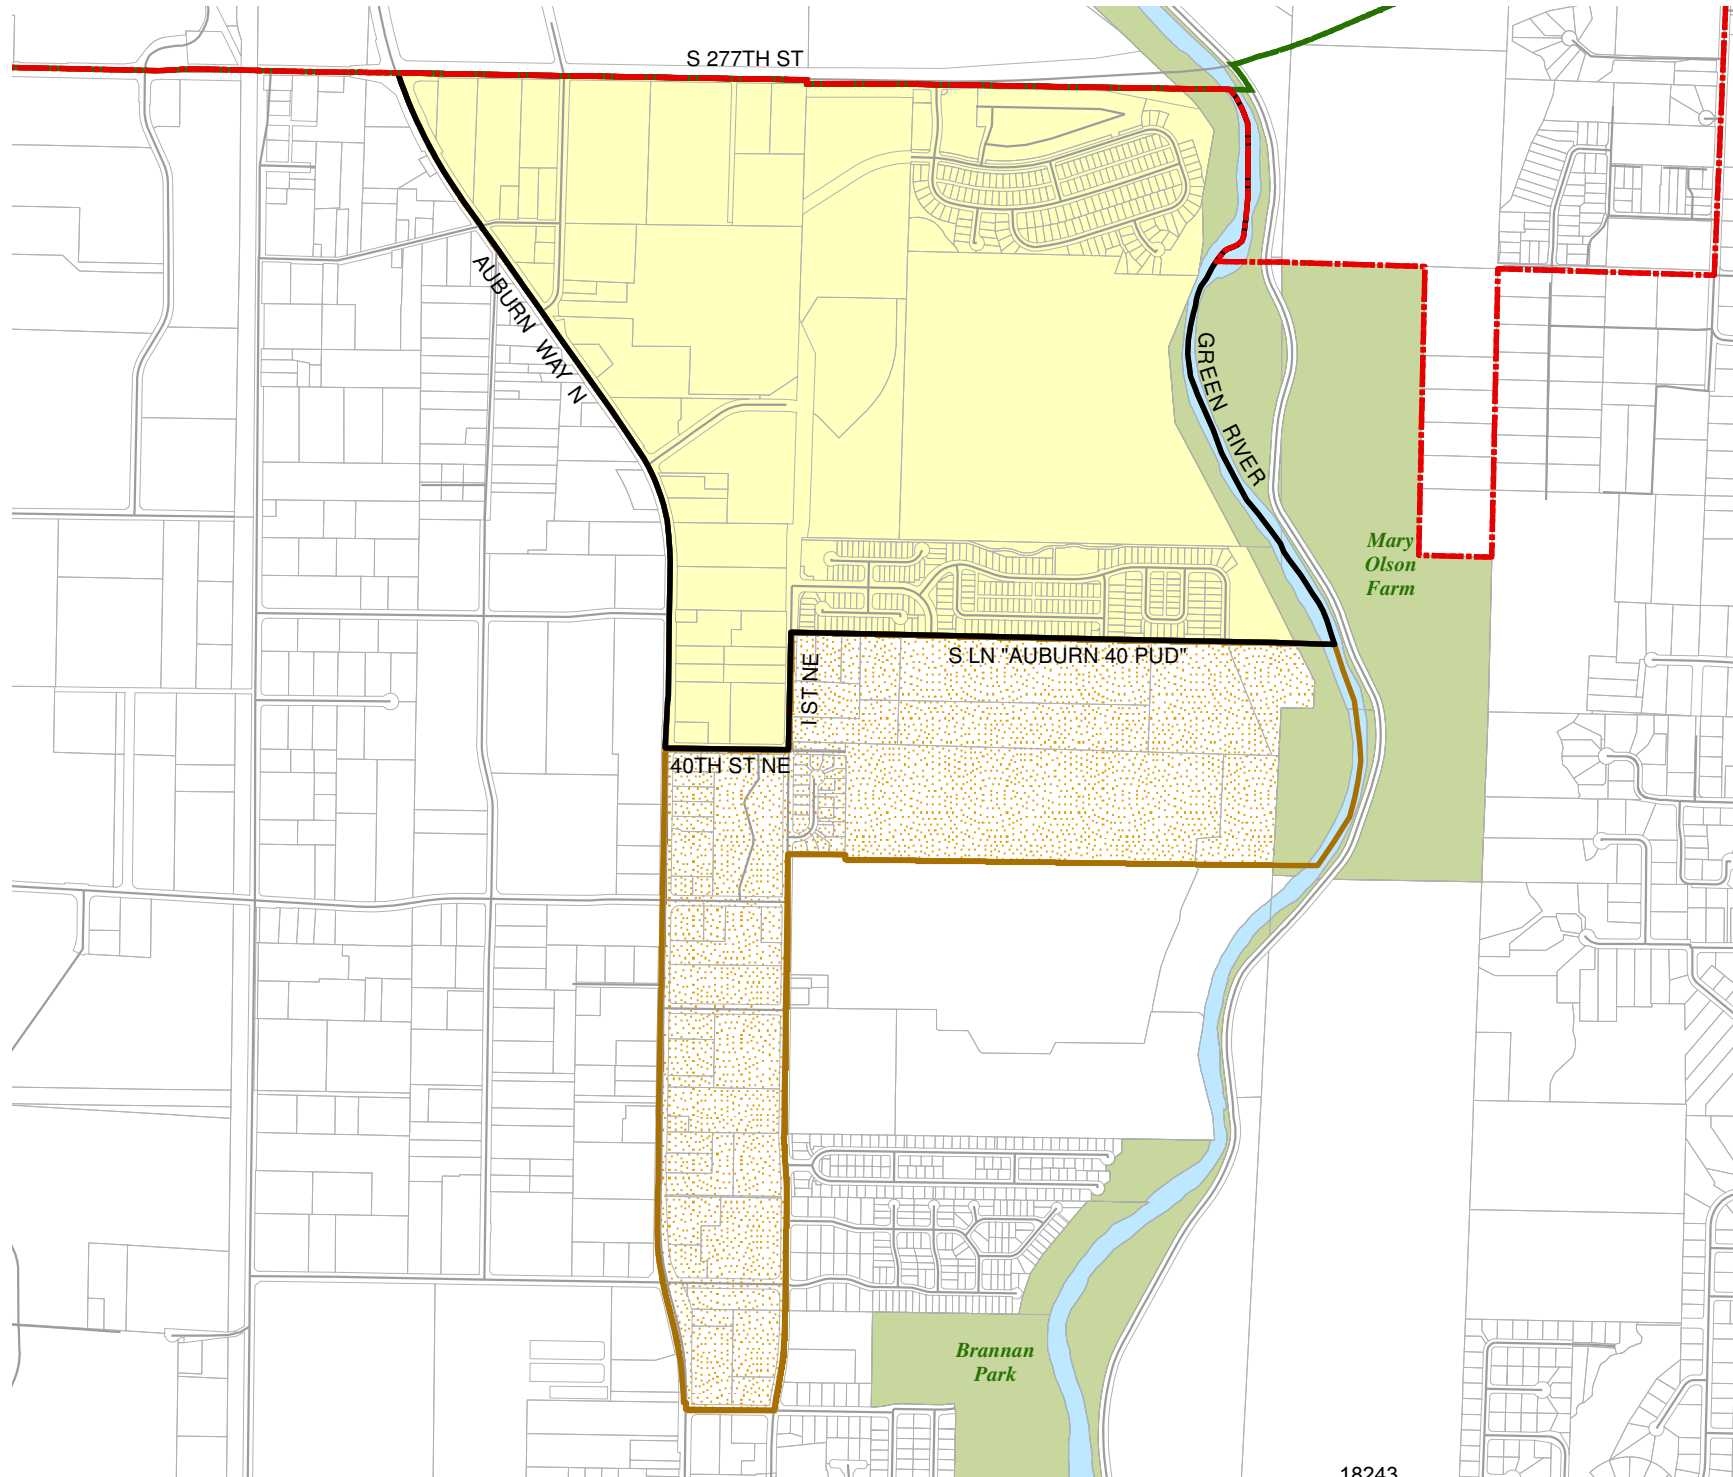 S 277TH ST
AUBURN WAY N
GREEN RIVER
Mary
Olson
Farm
I ST NE
S LN "AUBURN 40 PUD"
40TH ST NE
Brannan
Park
18243